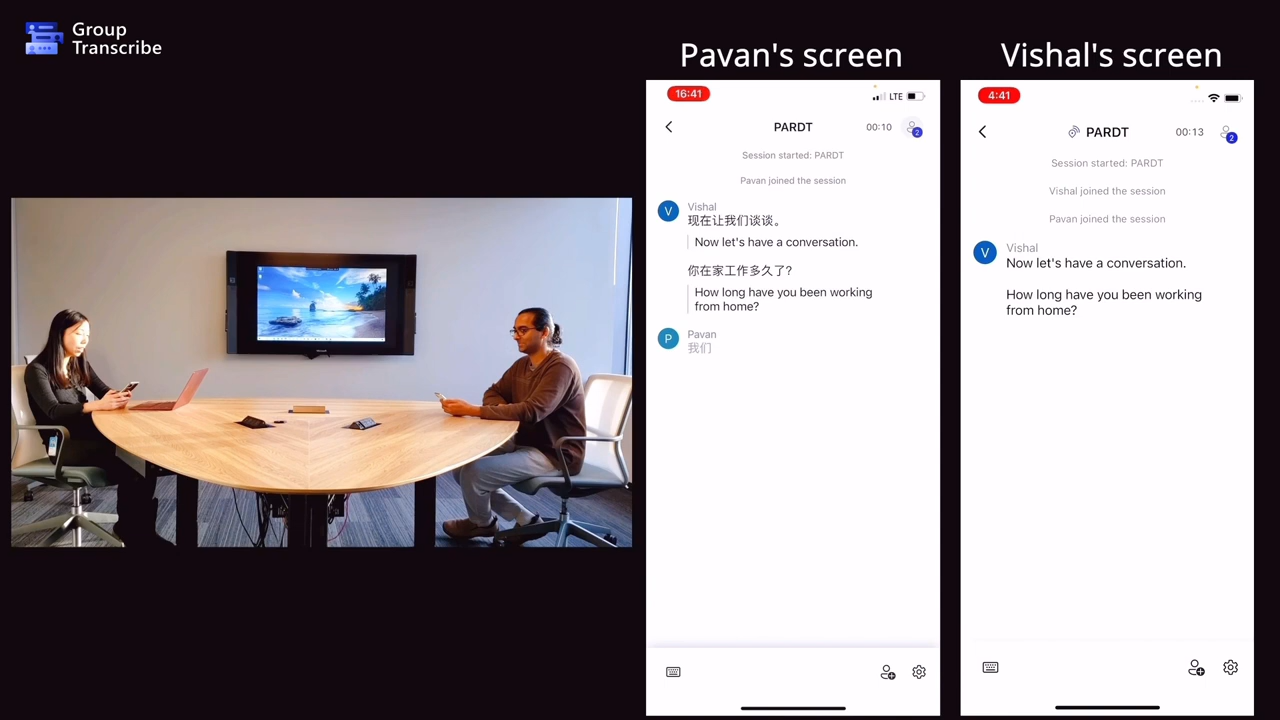 Group
Transcribe
Pavan's screen
16:41
LTE
PARDT
00:10
2
Session started: PARDT
Pavan joined the session
V
Vishal
现在让我们谈谈。
Now let's have a conversation.
你在家工作多久了?
How long have you been working
from home?
P
Pavan
我们
Vishal's screen
4:41
PARDT
00:13
2
Session started: PARDT
Vishal joined the session
Pavan joined the session
V
Vishal
Now let's have a conversation.
How long have you been working
from home?